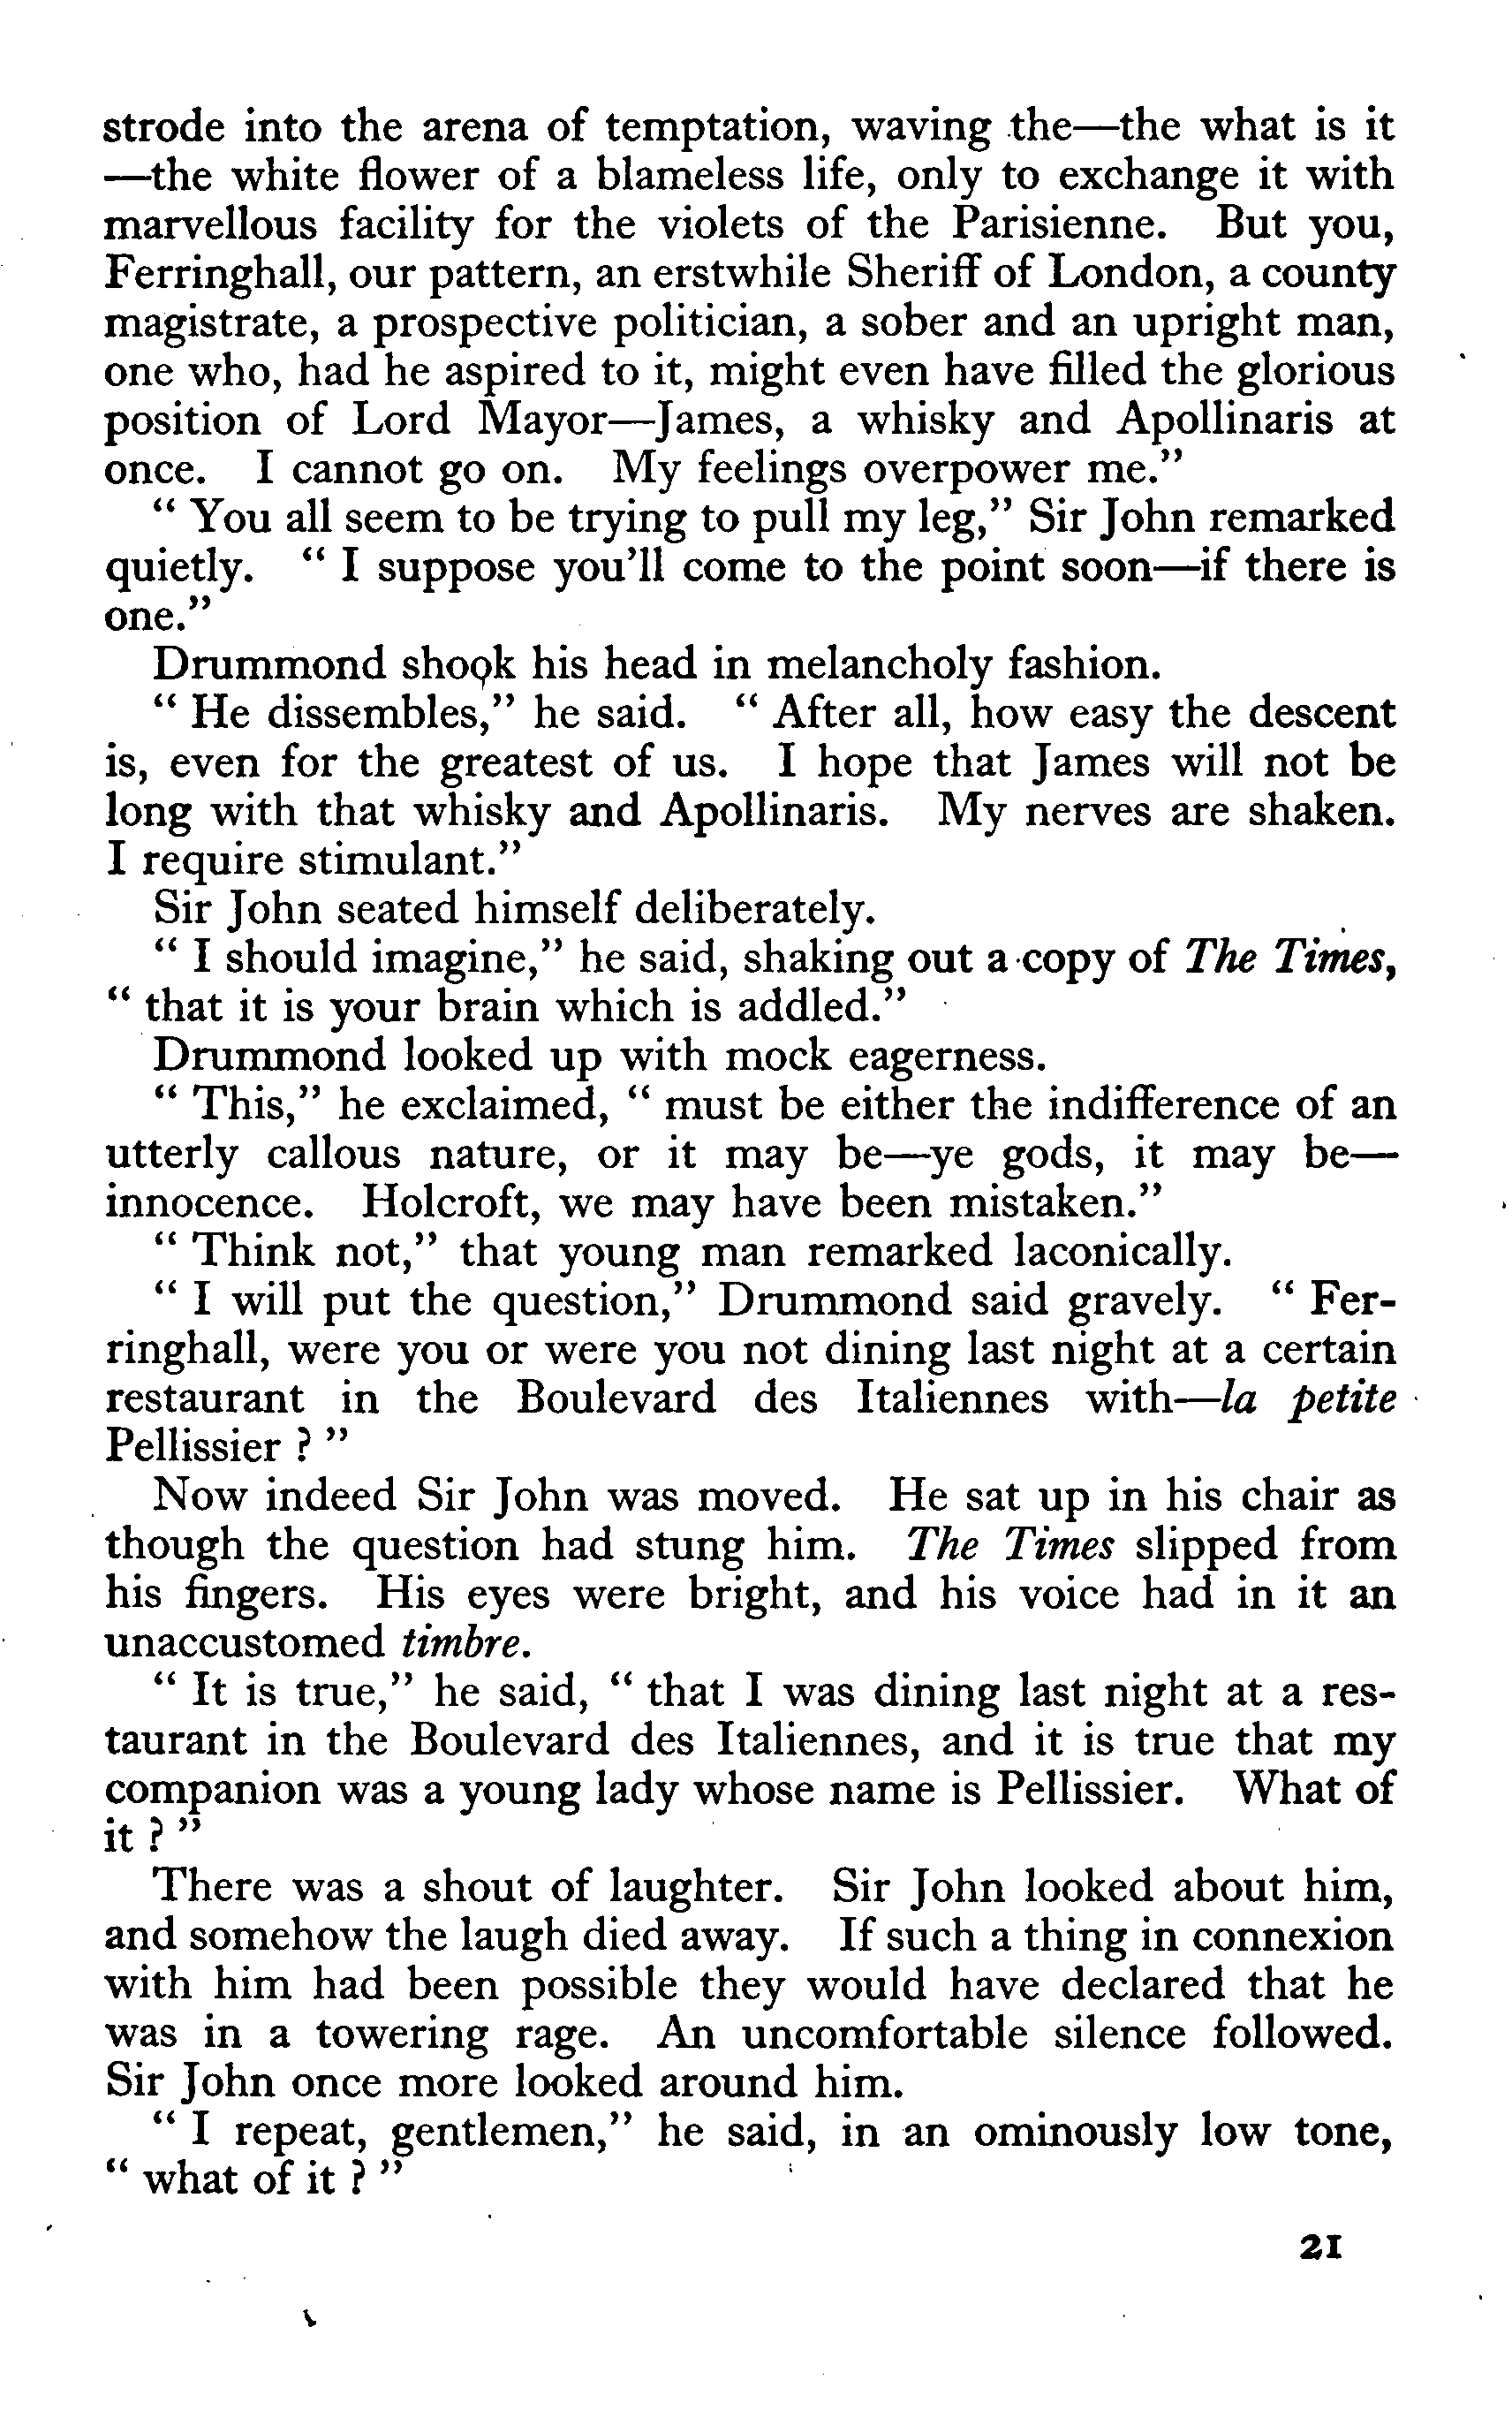 strode into the arena of temptation, waving the—the what is it
—the white flower of a blameless life, only to exchange it with
marvellous facility for the violets of the Parisienne. But you,
Ferringhall, our pattern, an erstwhile Sheriff of London, a county
magistrate, a prospective politician, a sober and an upright man,
one who, had he aspired to it, might even have filled the glorious
position of Lord Mayor—James, a whisky and Apollinaris at
once. I cannot go on. My feelings overpower me."
" You all seem to be trying to pull my leg," Sir John remarked
quietly. " I suppose you'll come to the point soon—if there is
one."
Drummond shook his head in melancholy fashion.
" He dissembles," he said. " After all, how easy the descent
is, even for the greatest of us. I hope that James will not be
long with that whisky and Apollinaris. My nerves are shaken.
I require stimulant."
Sir John seated himself deliberately.
" I should imagine," he said, shaking out a copy of The Times,
" that it is your brain which is addled."
Drummond looked up with mock eagerness.
" This," he exclaimed, " must be either the indifference of an
utterly callous nature, or it may be—ye gods, it may be—
innocence. Holcroft, we may have been mistaken."
" Think not," that young man remarked laconically.
" I will put the question," Drummond said gravely. " Fer-
ringhall, were you or were you not dining last night at a certain
restaurant in the Boulevard des Italiennes with—la petite
Pellissier ? "
Now indeed Sir John was moved. He sat up in his chair as
though the question had stung him. The Times slipped from
his fingers. His eyes were bright, and his voice had in it an
unaccustomed timbre.
" It is true," he said, " that I was dining last night at a res-
taurant in the Boulevard des Italiennes, and it is true that my
companion was a young lady whose name is Pellissier. What of
it ? "
There was a shout of laughter. Sir John looked about him,
and somehow the laugh died away. If such a thing in connexion
with him had been possible they would have declared that he
was in a towering rage. An uncomfortable silence followed.
Sir John once more looked around him.
" I repeat, gentlemen," he said, in an ominously low tone,
" what of it ? "
21